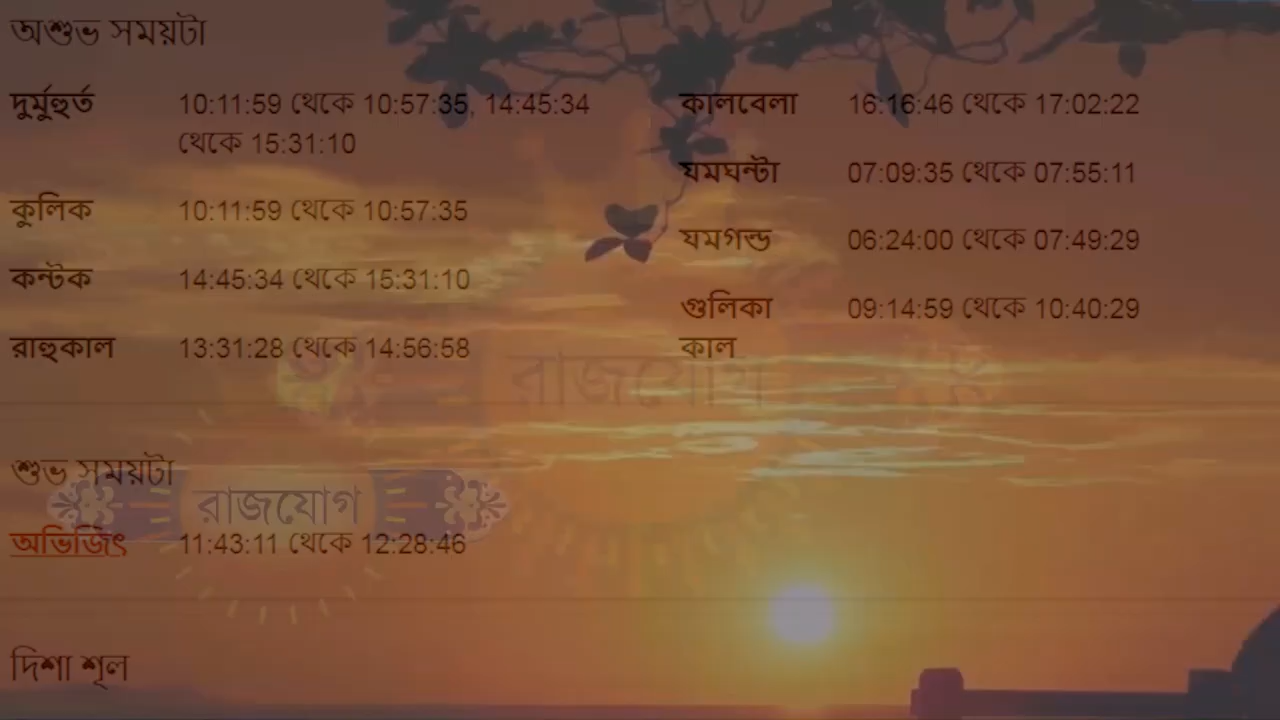 অশুভ সময়টা
দুর্মুহুর্ত 10:11:59 থেকে 10:57:35, 14:45:34
থেকে 15:31:10
কালবেলা 16:16:46 থেকে 17:02:22
যমঘন্টা 07:09:35 থেকে 07:55:11
কুলিক 10:11:59 থেকে 10:57:35
যমগন্ড 06:24:00 থেকে 07:49:29
কন্টক 14:45:34 থেকে 15:31:10
গুলিকা 09:14:59 থেকে 10:40:29
কাল
রাহুকাল 13:31:28 থেকে 14:56:58
রাজযোগ
শুভ সময়টা
রাজযোগ
অভিজিৎ 11:43:11 থেকে 12:28:46
দিশা শূল